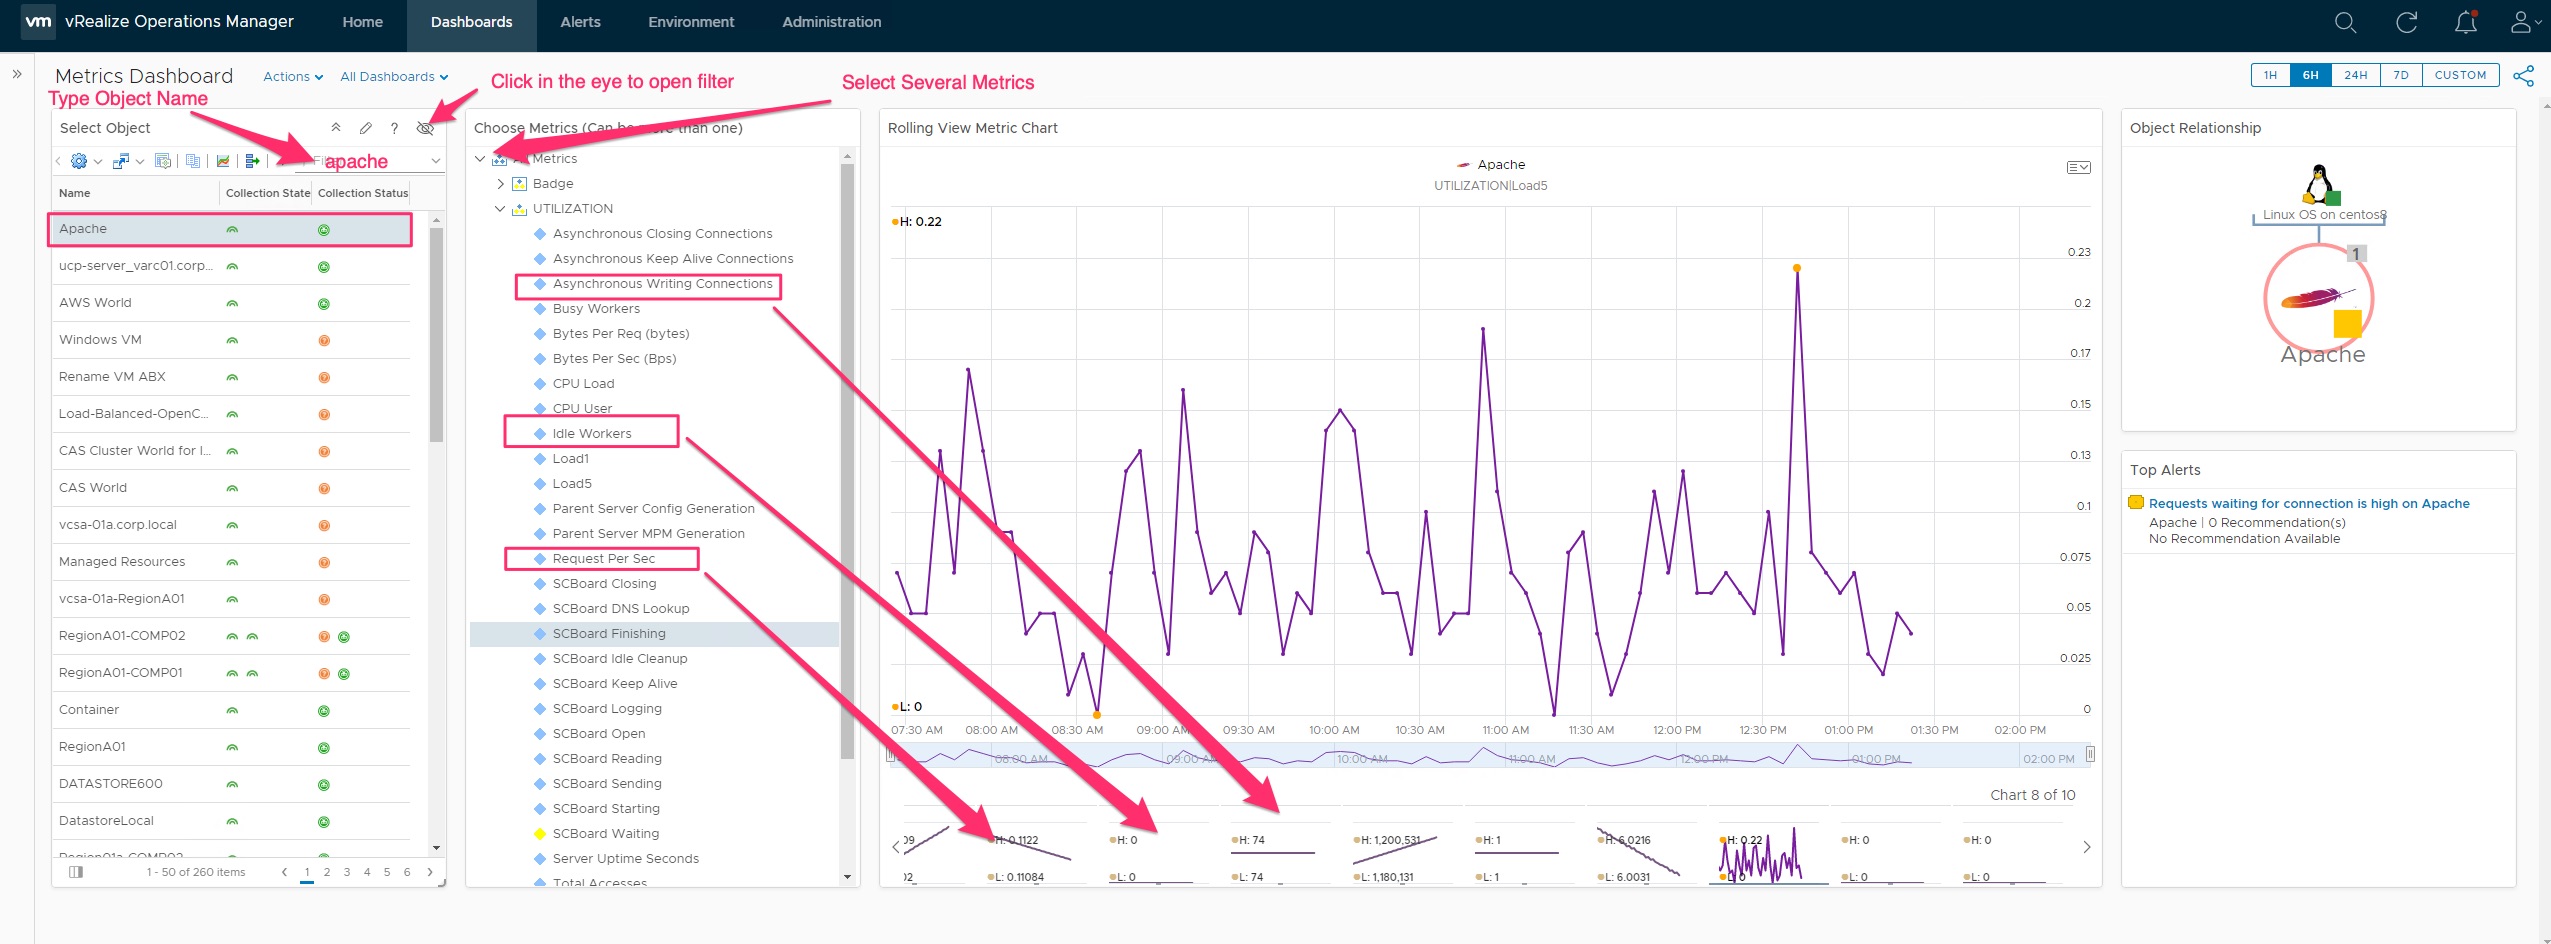 vm vRealize Operations Manager Home Dashboards Alerts Environment Administration
Metrics Dashboard Actions All Dashboards
1H 6H 24H 7D CUSTOM
Type Object Name
Click in the eye to open filter
Select Several Metrics
Select Object
?
apache
Name Collection State Collection Status
Apache
ucp-server_varc01.corp...
AWS World
Windows VM
Rename VM ABX
Load-Balanced-OpenC...
CAS Cluster World for I...
CAS World
vcsa-01a.corp.local
Managed Resources
vcsa-01a-RegionA01
RegionA01-COMP02
RegionA01-COMP01
Container
RegionA01
DATASTORE600
DatastoreLocal
Region01a-COMP02
1 - 50 of 260 items 1 2 3 4 5 6
Choose Metrics (Can be more than one)
Metrics
Badge
UTILIZATION
Asynchronous Closing Connections
Asynchronous Keep Alive Connections
Asynchronous Writing Connections
Busy Workers
Bytes Per Req (bytes)
Bytes Per Sec (Bps)
CPU Load
CPU User
Idle Workers
Load1
Load5
Parent Server Config Generation
Parent Server MPM Generation
Request Per Sec
SCBoard Closing
SCBoard DNS Lookup
SCBoard Finishing
SCBoard Idle Cleanup
SCBoard Keep Alive
SCBoard Logging
SCBoard Open
SCBoard Reading
SCBoard Sending
SCBoard Starting
SCBoard Waiting
Server Uptime Seconds
Total Accesses
Rolling View Metric Chart
Apache
UTILIZATION|Load5
H: 0.22
0.23
0.2
0.17
0.15
0.13
0.1
0.075
0.05
0.025
L: 0
0
07:30 AM 08:00 AM 08:30 AM 09:00 AM 09:30 AM 10:00 AM 10:30 AM 11:00 AM 11:30 AM 12:00 PM 12:30 PM 01:00 PM 01:30 PM 02:00 PM
08:00 AM 09:00 AM 10:00 AM 11:00 AM 12:00 PM 01:00 PM 02:00 PM
Chart 8 of 10
09 H: 0.1122 H: 0 H: 74 H: 1,200,531 H: 1 H: 6.0216 H: 0.22 H: 0 H: 0
02 L: 0.11084 L: 0 L: 74 L: 1,180,131 L: 1 L: 6.0031 L: 0 L: 0 L: 0
Object Relationship
Linux OS on centos8
1
Apache
Top Alerts
Requests waiting for connection is high on Apache
Apache | 0 Recommendation(s)
No Recommendation Available